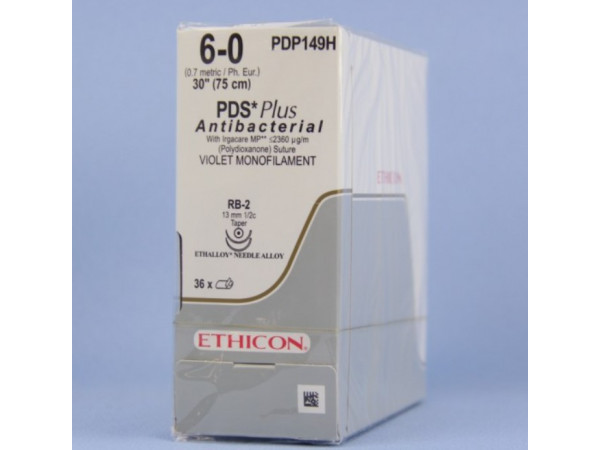 6-0 PDP149H
(0.7 metric / Ph. Eur.)
30" (75 cm)
PDS* Plus
Antibacterial
With Irgacare MP** ≤2360 µg/m
(Polydioxanone) Suture
VIOLET MONOFILAMENT
RB-2
13 mm 1/2c
Taper
ETHALLOY* NEEDLE ALLOY
36 x
ETHICON